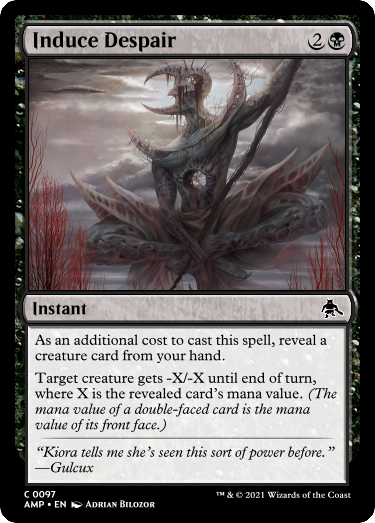 Induce Despair 2
Instant
As an additional cost to cast this spell, reveal a
creature card from your hand.
Target creature gets -X/-X until end of turn,
where X is the revealed card's mana value. (The
mana value of a double-faced card is the mana
value of its front face.)
“Kiora tells me she's seen this sort of power before.”
—Gulcux
C 0097
AMP • EN Adrian Bilozor
™ & © 2021 Wizards of the Coast